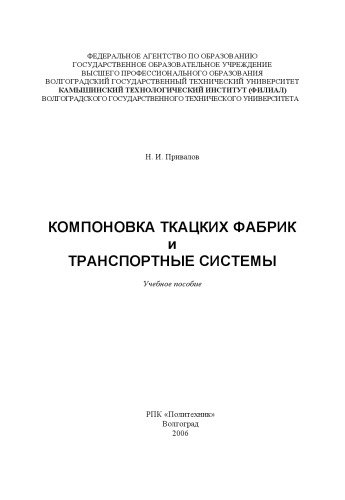 ФЕДЕРАЛЬНОЕ АГЕНТСТВО ПО ОБРАЗОВАНИЮ
ГОСУДАРСТВЕННОЕ ОБРАЗОВАТЕЛЬНОЕ УЧРЕЖДЕНИЕ
ВЫСШЕГО ПРОФЕССИОНАЛЬНОГО ОБРАЗОВАНИЯ
ВОЛГОГРАДСКИЙ ГОСУДАРСТВЕННЫЙ ТЕХНИЧЕСКИЙ УНИВЕРСИТЕТ
КАМЫШИНСКИЙ ТЕХНОЛОГИЧЕСКИЙ ИНСТИТУТ (ФИЛИАЛ)
ВОЛГОГРАДСКОГО ГОСУДАРСТВЕННОГО ТЕХНИЧЕСКОГО УНИВЕРСИТЕТА
Н. И. Привалов
КОМПОНОВКА ТКАЦКИХ ФАБРИК
и
ТРАНСПОРТНЫЕ СИСТЕМЫ
Учебное пособие
РПК «Политехник»
Волгоград
2006